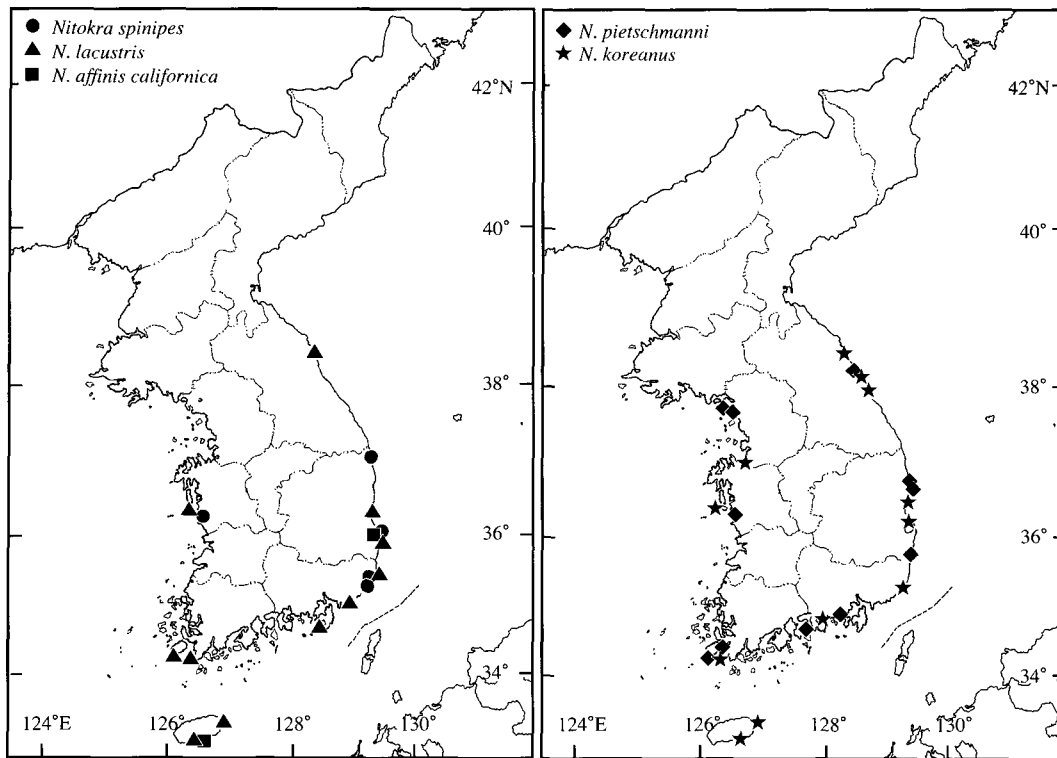 Nitokra spinipes
N. lacustris
N. affinis californica
42°N
40°
38°
36°
34°
124°E
126°
128°
130°
N. pietschmanni
N. koreanus
42°N
40°
38°
36°
34°
124°E
126°
128°
130°